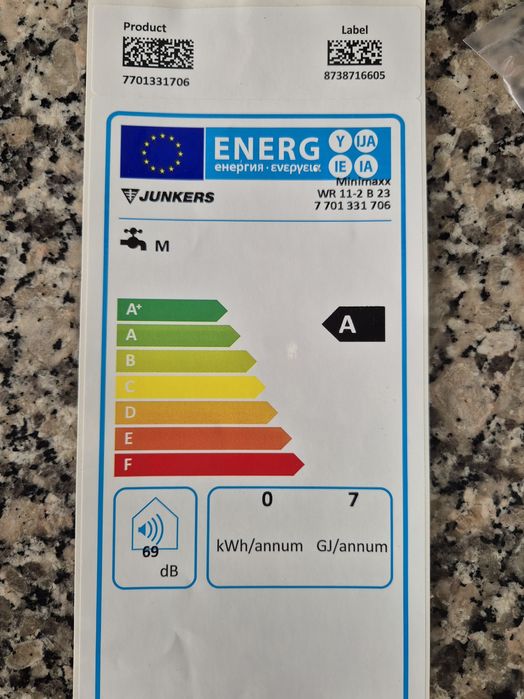 Product
Label
7701331706
8738716605
ENERG
Y IJA
IE IA
енергия · ενεργεια
Minimaxx
JUNKERS
WR 11-2 B 23
7 701 331 706
M
A+
A
A
B
C
D
E
F
0 7
69
kWh/annum GJ/annum
dB